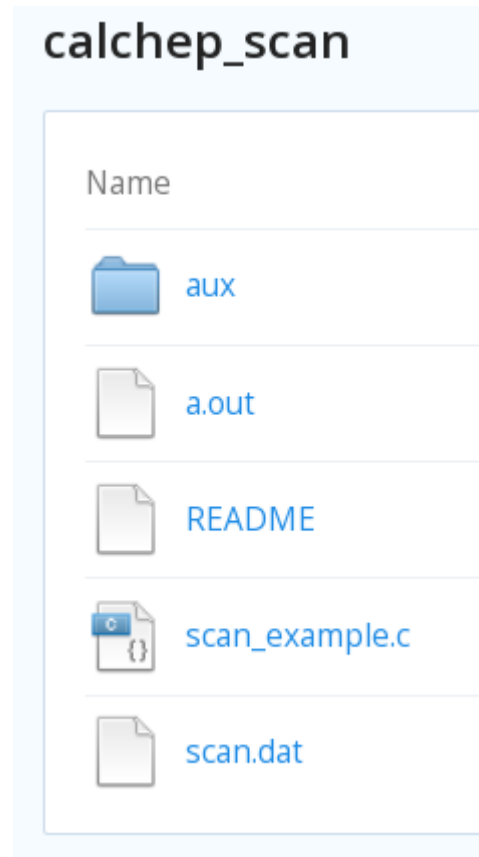 calchep_scan
Name
aux
a.out
README
C
{}
scan_example.c
scan.dat